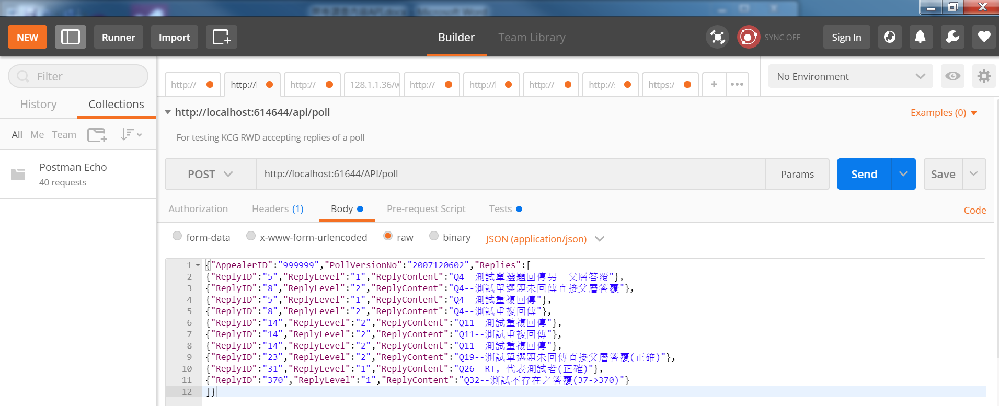 NEW
Runner
Import
Builder
Team Library
SYNC OFF
Sign In
Filter
History
Collections
All Me Team
Postman Echo
40 requests
http://
http://
http://
128.1.1.36/w
http://
http://l
http://l
http://
https:/
+
•••
No Environment
http://localhost:614644/api/poll
Examples (0)
For testing KCG RWD accepting replies of a poll
POST
http://localhost:61644/API/poll
Params
Send
Save
Authorization
Headers (1)
Body
Pre-request Script
Tests
Code
form-data
x-www-form-urlencoded
raw
binary
JSON (application/json)
1 {"AppealerID":"999999","PollVersionNo":"2007120602","Replies":[
2 {"ReplyID":"5","ReplyLevel":"1","ReplyContent":"Q4--測試單選題回傳另一父層答覆"},
3 {"ReplyID":"8","ReplyLevel":"2","ReplyContent":"Q4--測試單選題未回傳直接父層答覆"},
4 {"ReplyID":"5","ReplyLevel":"1","ReplyContent":"Q4--測試重複回傳"},
5 {"ReplyID":"8","ReplyLevel":"2","ReplyContent":"Q4--測試重複回傳"},
6 {"ReplyID":"14","ReplyLevel":"2","ReplyContent":"Q11--測試重複回傳"},
7 {"ReplyID":"14","ReplyLevel":"2","ReplyContent":"Q11--測試重複回傳"},
8 {"ReplyID":"14","ReplyLevel":"2","ReplyContent":"Q11--測試重複回傳"},
9 {"ReplyID":"23","ReplyLevel":"2","ReplyContent":"Q19--測試單選題未回傳直接父層答覆(正確)"},
10 {"ReplyID":"31","ReplyLevel":"1","ReplyContent":"Q26--RT, 代表測試者(正確)"},
11 {"ReplyID":"370","ReplyLevel":"1","ReplyContent":"Q32--測試不存在之答覆(37->370)"}
12 ]}